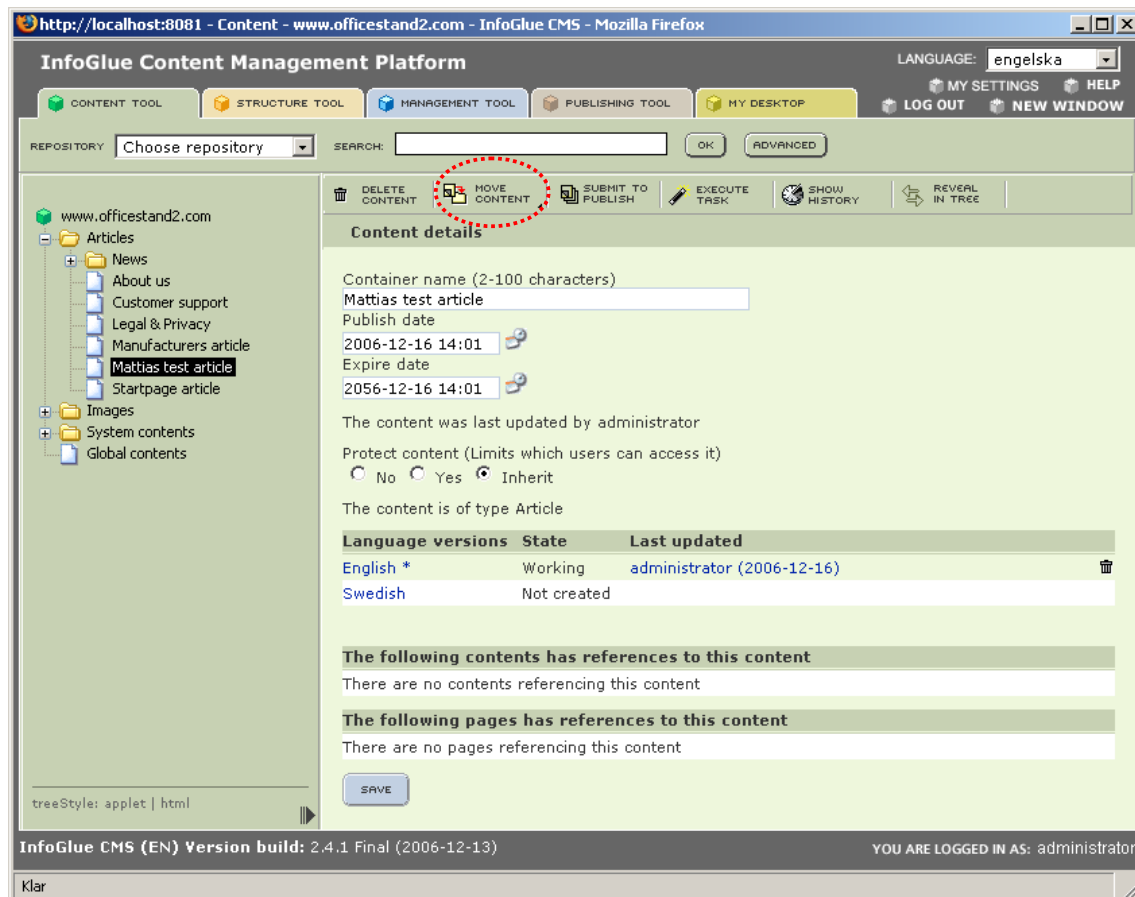 http://localhost:8081 - Content - www.officestand2.com - InfoGlue CMS - Mozilla Firefox
InfoGlue Content Management Platform
LANGUAGE: engelska
MY SETTINGS HELP
LOG OUT NEW WINDOW
CONTENT TOOL STRUCTURE TOOL MANAGEMENT TOOL PUBLISHING TOOL MY DESKTOP
REPOSITORY Choose repository SEARCH: OK ADVANCED
www.officestand2.com
Articles
News
About us
Customer support
Legal & Privacy
Manufacturers article
Mattias test article
Startpage article
Images
System contents
Global contents
treeStyle: applet | html
DELETE CONTENT MOVE CONTENT SUBMIT TO PUBLISH EXECUTE TASK SHOW HISTORY REVEAL IN TREE
Content details
Container name (2-100 characters)
Mattias test article
Publish date
2006-12-16 14:01
Expire date
2056-12-16 14:01
The content was last updated by administrator
Protect content (Limits which users can access it)
No Yes Inherit
The content is of type Article
Language versions State Last updated
English * Working administrator (2006-12-16)
Swedish Not created
The following contents has references to this content
There are no contents referencing this content
The following pages has references to this content
There are no pages referencing this content
SAVE
InfoGlue CMS (EN) Version build: 2.4.1 Final (2006-12-13) YOU ARE LOGGED IN AS: administrator
Klar